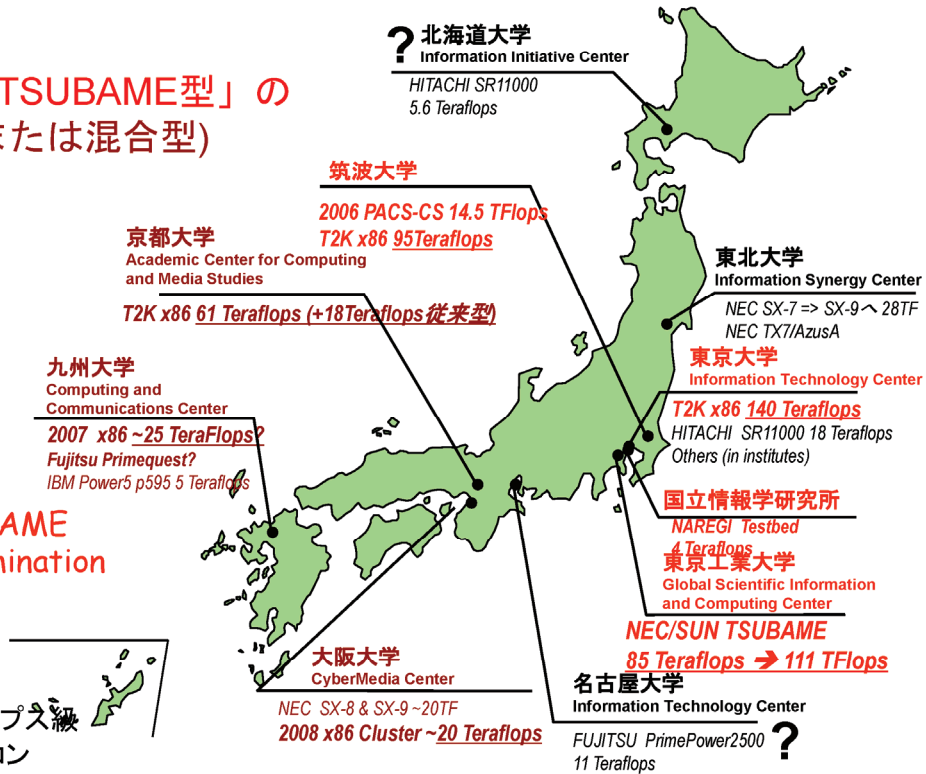 TSUBAME型」の
または混合型)
?
北海道大学
Information Initiative Center
HITACHI SR11000
5.6 Teraflops
筑波大学
2006 PACS-CS 14.5 TFlops
T2K x86 95Teraflops
京都大学
Academic Center for Computing
and Media Studies
T2K x86 61 Teraflops (+18Teraflops従来型)
東北大学
Information Synergy Center
NEC SX-7 => SX-9へ 28TF
NEC TX7/AzusA
九州大学
Computing and
Communications Center
2007 x86 ~25 TeraFlops?
Fujitsu Primequest?
IBM Power5 p595 5 Teraflops
東京大学
Information Technology Center
T2K x86 140 Teraflops
HITACHI SR11000 18 Teraflops
Others (in institutes)
国立情報学研究所
NAREGI Testbed
4 Teraflops
東京工業大学
Global Scientific Information
and Computing Center
NEC/SUN TSUBAME
85 Teraflops ➔ 111 TFlops
AME
mination
大阪大学
CyberMedia Center
NEC SX-8 & SX-9 ~20TF
2008 x86 Cluster ~20 Teraflops
名古屋大学
Information Technology Center
FUJITSU PrimePower2500
11 Teraflops
?
プス級
コン